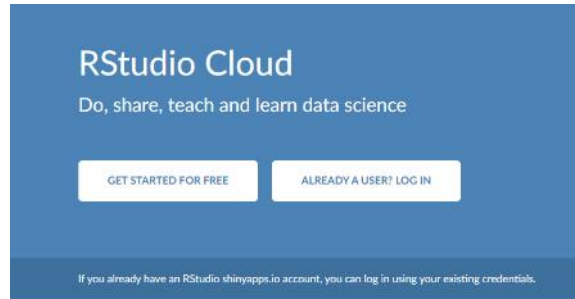 RStudio Cloud
Do, share, teach and learn data science
GET STARTED FOR FREE
ALREADY A USER? LOG IN
If you already have an RStudio shinyapps.io account, you can log in using your existing credentials.